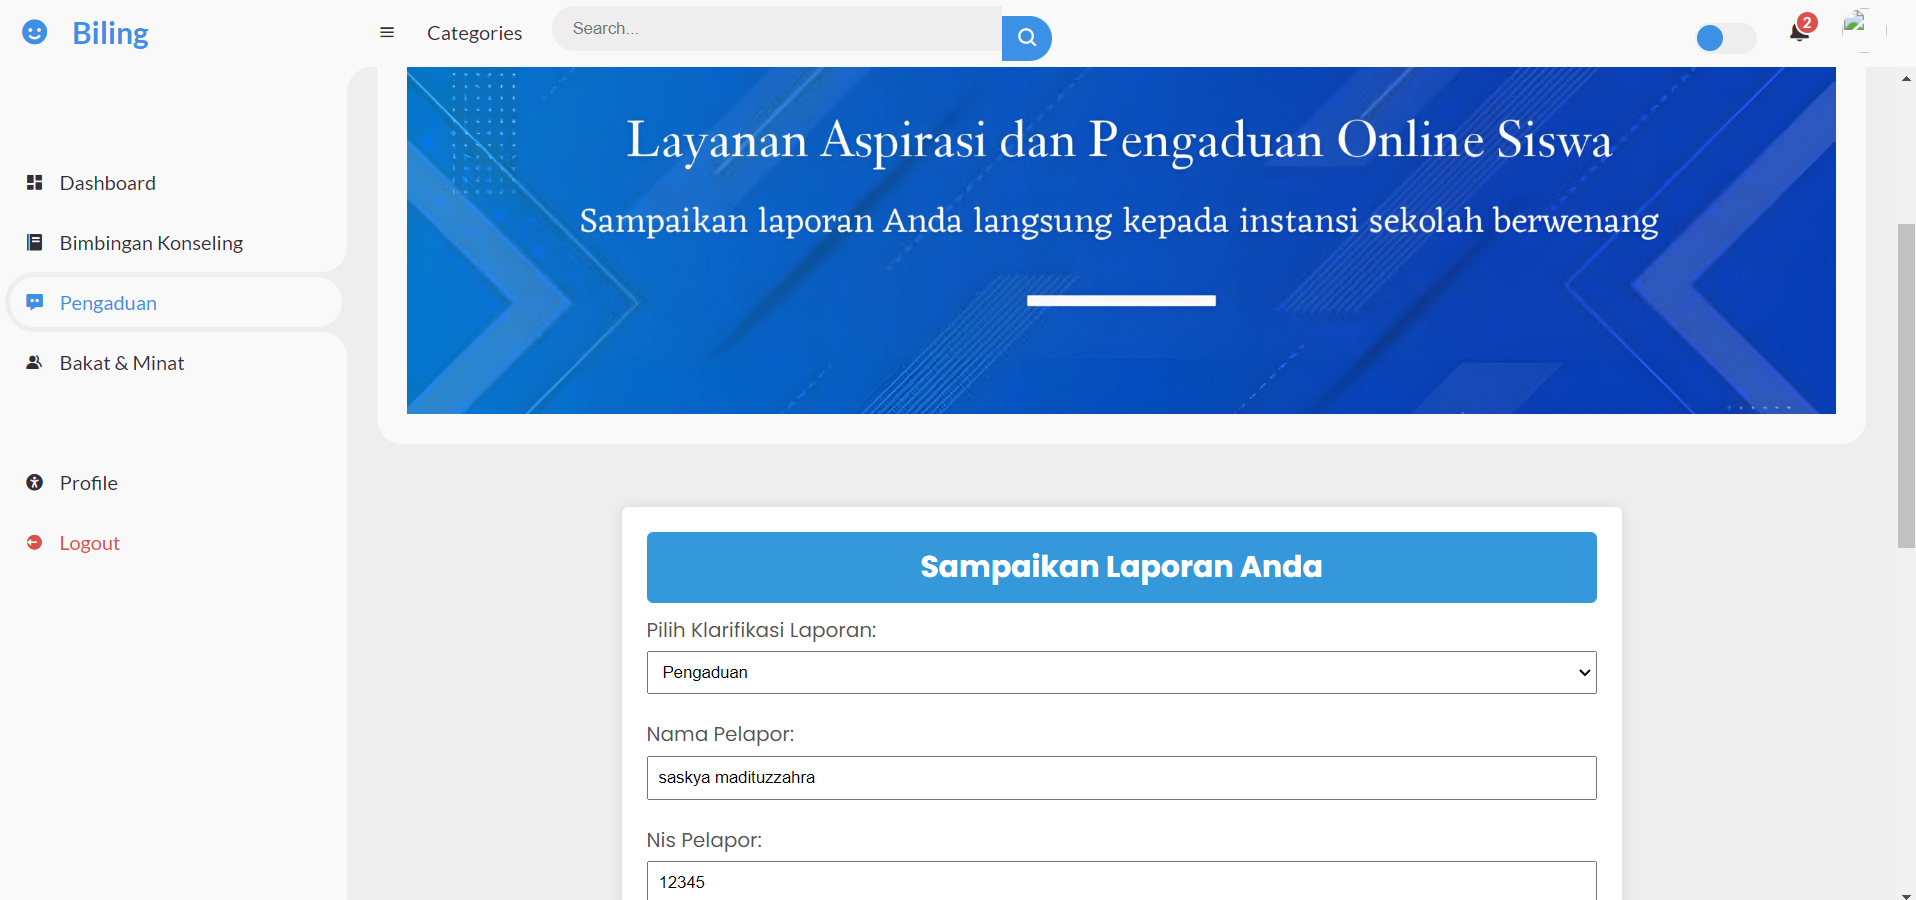 Biling
Categories
Search...
2
Dashboard
Bimbingan Konseling
Pengaduan
Bakat & Minat
Profile
Logout
Layanan Aspirasi dan Pengaduan Online Siswa
Sampaikan laporan Anda langsung kepada instansi sekolah berwenang
Sampaikan Laporan Anda
Pilih Klarifikasi Laporan:
Pengaduan
Nama Pelapor:
saskya madituzzahra
Nis Pelapor:
12345